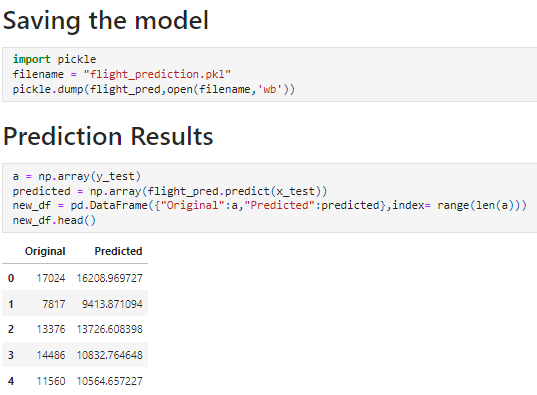 Saving the model
import pickle
filename = "flight_prediction.pkl"
pickle.dump(flight_pred,open(filename,'wb'))
Prediction Results
a = np.array(y_test)
predicted = np.array(flight_pred.predict(x_test))
new_df = pd.DataFrame({"Original":a,"Predicted":predicted},index= range(len(a)))
new_df.head()
Original Predicted
0 17024 16208.969727
1 7817 9413.871094
2 13376 13726.608398
3 14486 10832.764648
4 11560 10564.657227